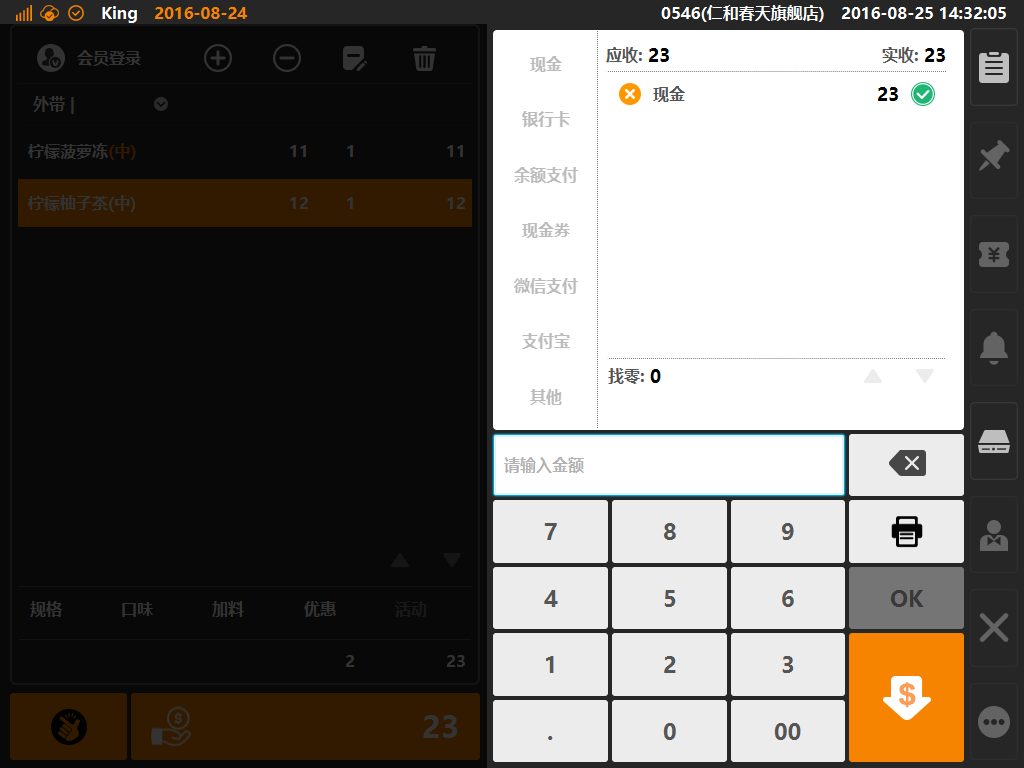 King 2016-08-24 0546(仁和春天旗舰店) 2016-08-25 14:32:05
会员登录
外带 |
柠檬菠萝冻(中) 11 1 11
柠檬柚子茶(中) 12 1 12
规格 口味 加料 优惠 活动
2 23
23
现金
银行卡
余额支付
现金券
微信支付
支付宝
其他
应收: 23 实收: 23
现金 23
找零: 0
请输入金额
7 8 9
4 5 6 OK
1 2 3
. 0 00